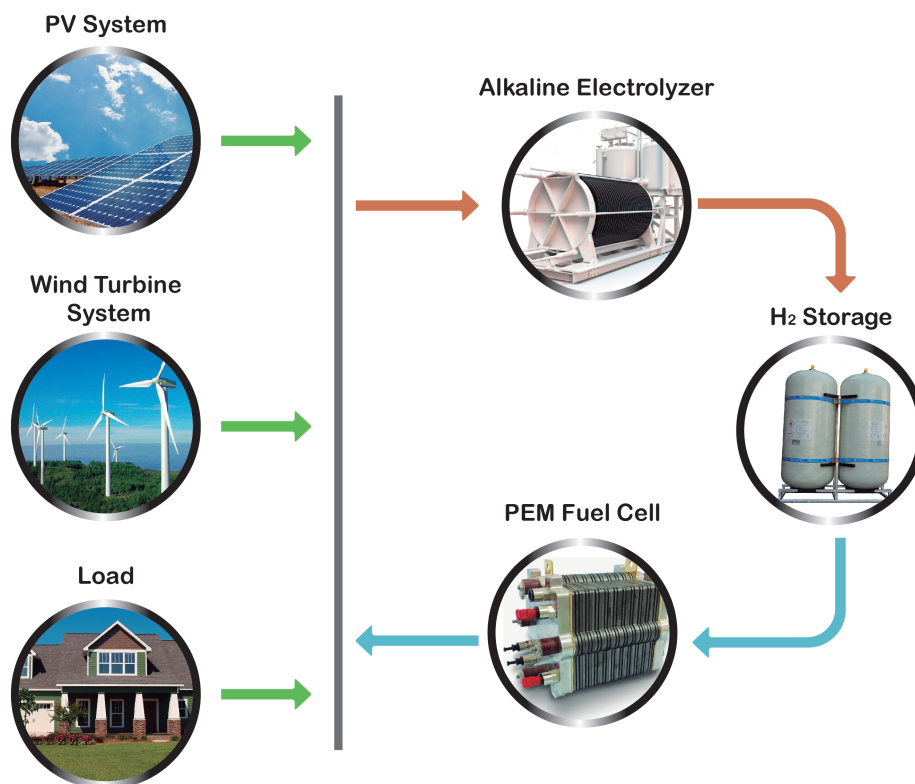 PV System
Alkaline Electrolyzer
Wind Turbine
System
H₂ Storage
PEM Fuel Cell
Load